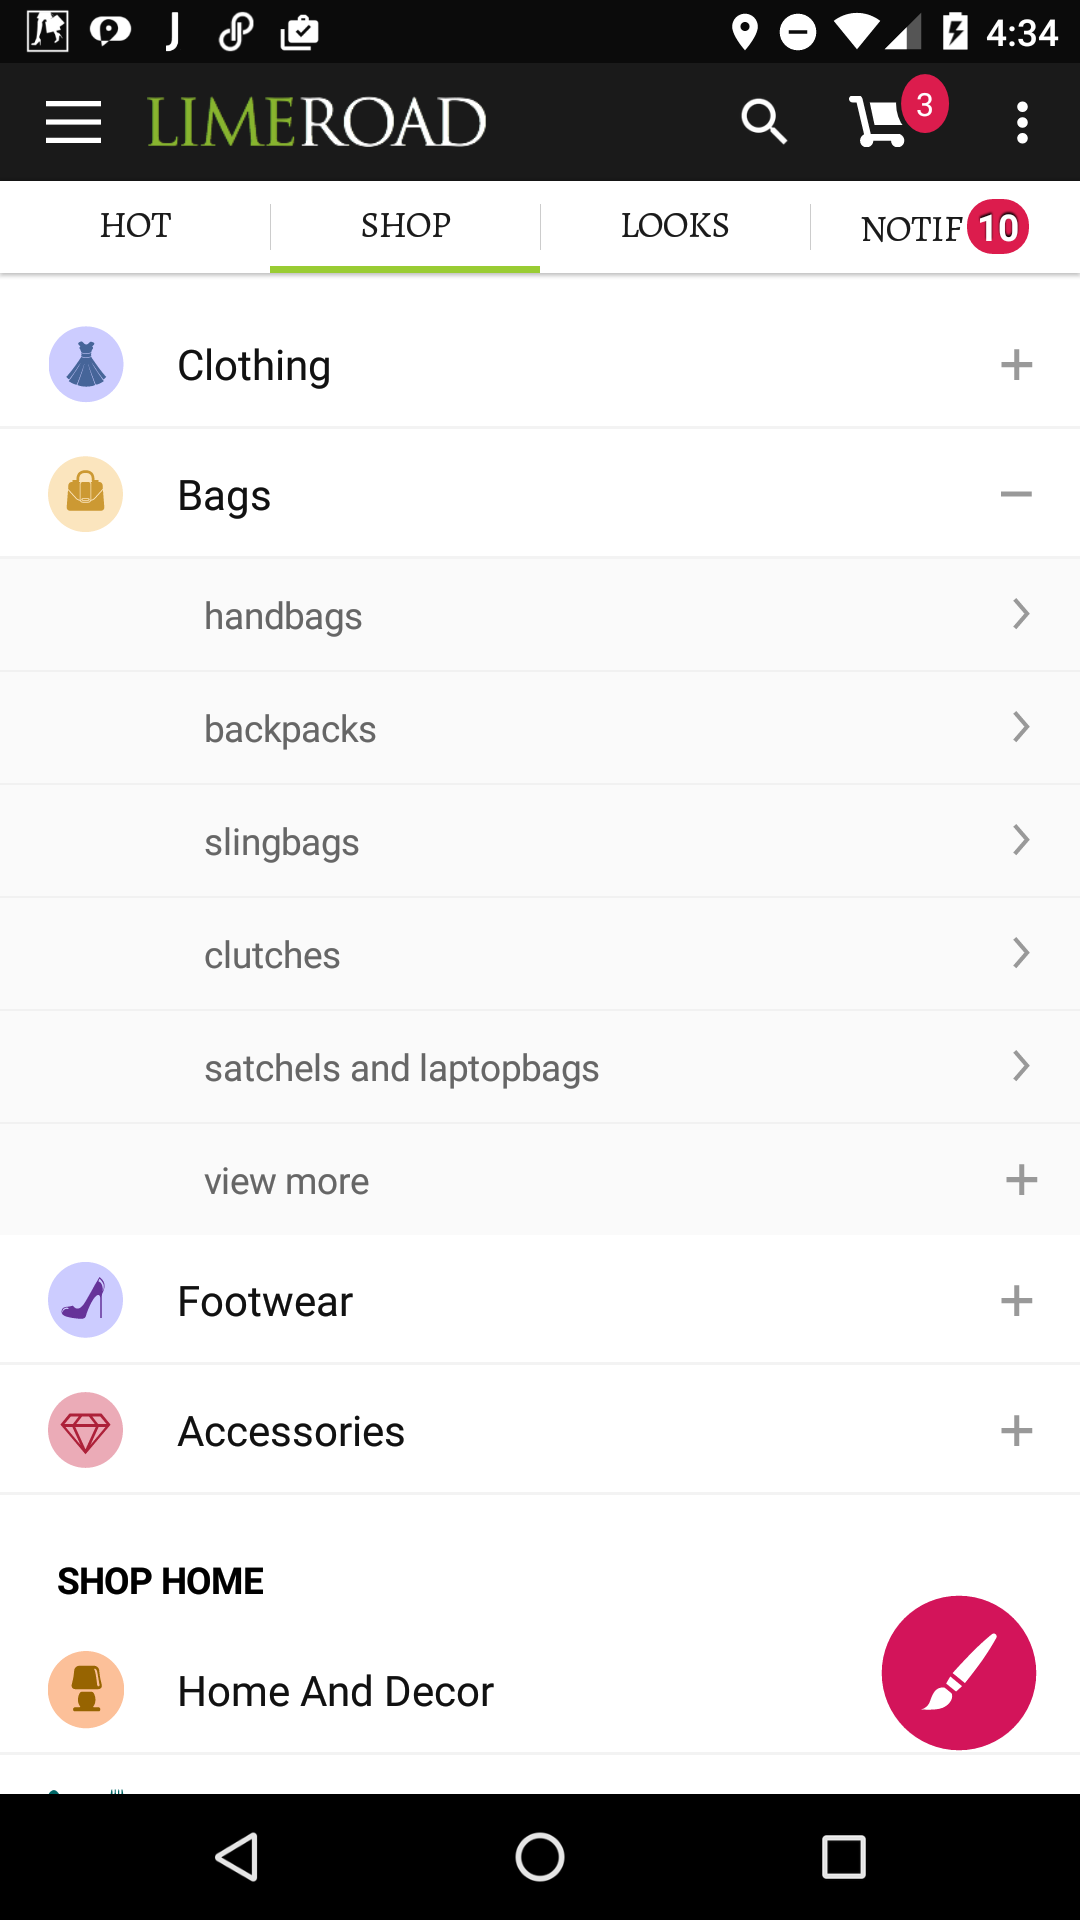 4:34
LIMEROAD
3
HOT
SHOP
LOOKS
NOTIF 10
Clothing
Bags
handbags
backpacks
slingbags
clutches
satchels and laptopbags
view more
Footwear
Accessories
SHOP HOME
Home And Decor